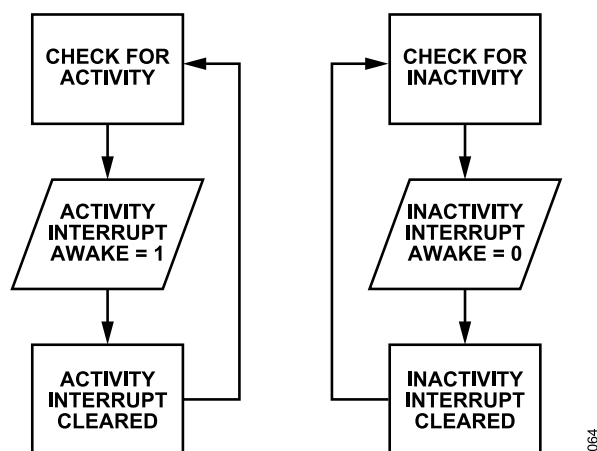 CHECK FOR
ACTIVITY
ACTIVITY
INTERRUPT
AWAKE = 1
ACTIVITY
INTERRUPT
CLEARED
CHECK FOR
INACTIVITY
INACTIVITY
INTERRUPT
AWAKE = 0
INACTIVITY
INTERRUPT
CLEARED
064